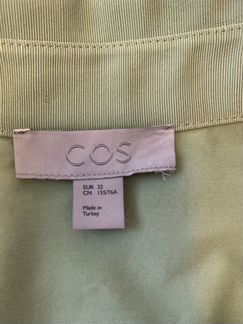 COS
EUR 32
CN 155/76A
Made in
Turkey